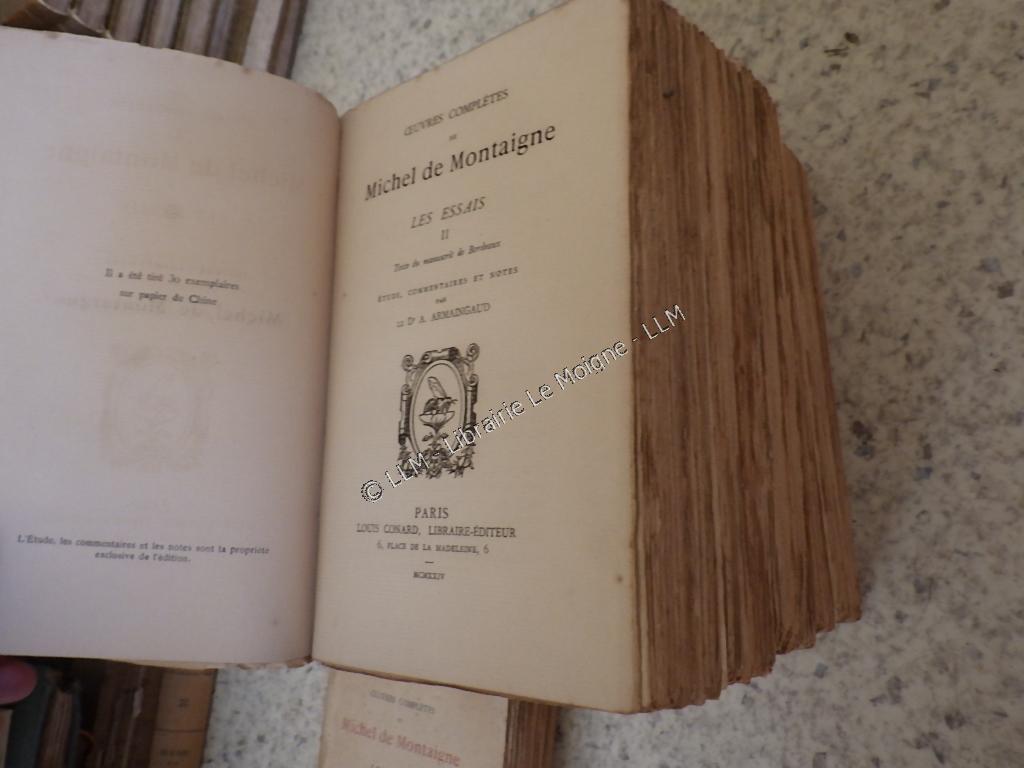 Il a été tiré 30 exemplaires
sur papier de Chine
L'Étude, les commentaires et les notes sont la propriété
exclusive de l'édition.
ŒUVRES COMPLÈTES
DE
Michel de Montaigne
LES ESSAIS
II
Texte du manuscrit de Bordeaux
ÉTUDE, COMMENTAIRES ET NOTES
PAR
LE Dr A. ARMAINGAUD
PARIS
LOUIS CONARD, LIBRAIRE-ÉDITEUR
6, PLACE DE LA MADELEINE, 6
MCMXXIV
© LLM - Librairie Le Moigne - LLM
ŒUVRES COMPLÈTES
Michel de Montaigne